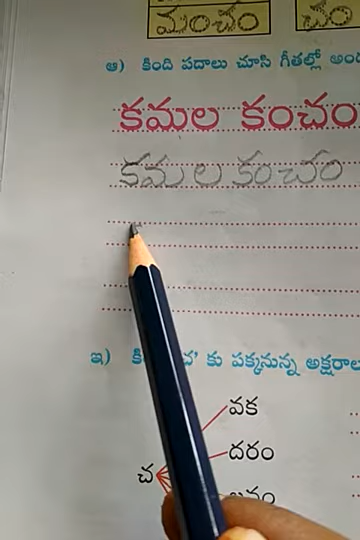 మంచం
చం
ఆ) కింది పదాలు చూసి గీతల్లో
కమల కంచం
కమల కంచం
ఇ) కు పక్కనున్న అక్షరాల
వక
దరం
చ